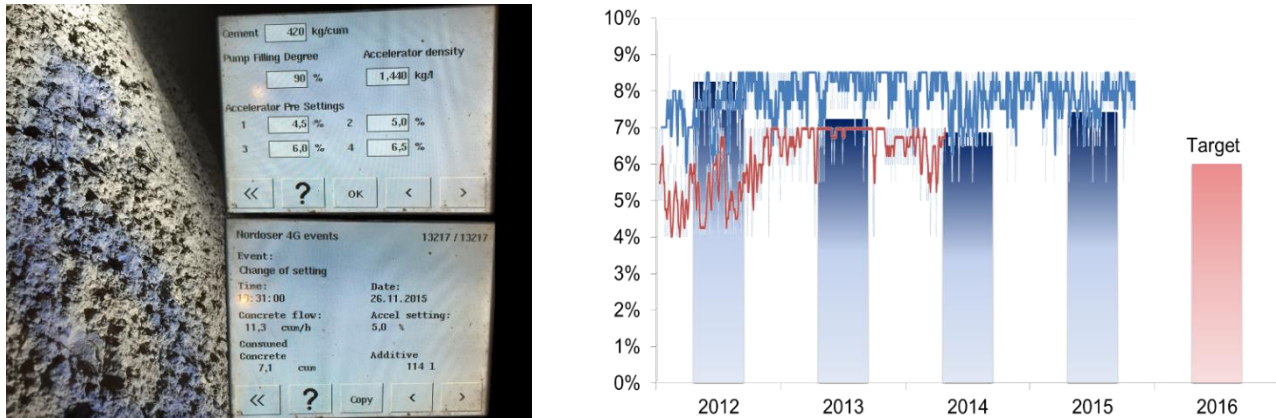 Cement 420 kg/cum
Pump Filling Degree Accelerator density
90 % 1,440 kg/l
Accelerator Pre Settings
1 4,5 % 2 5,0 %
3 6,0 % 4 6,5 %
<< ? OK < >
Nordoser 4G events 13217 / 13217
Event:
Change of setting
Time: Date:
:31:00 26.11.2015
Concrete flow: Accel setting:
11,3 cum/h 5,0 %
Consumed
Concrete Additive
7,1 cum 114 l
<< ? Copy < >
10%
9%
8%
7%
6%
5%
4%
3%
2%
1%
0%
Target
2012 2013 2014 2015 2016